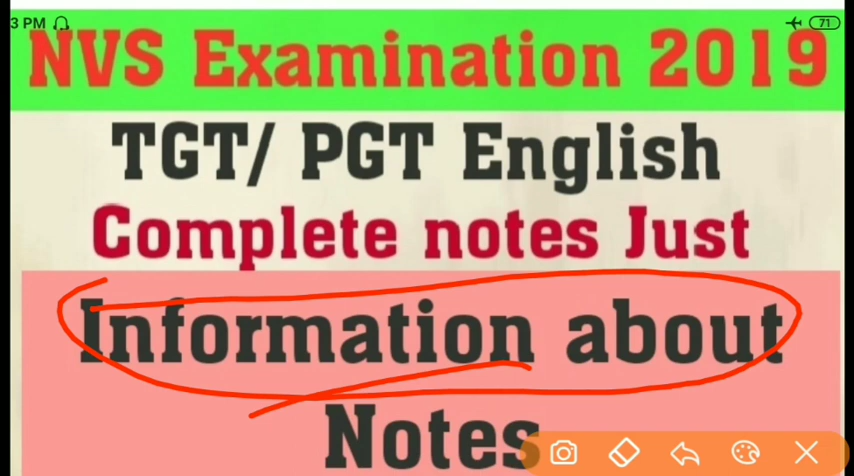 3 PM
71
NVS Examination 2019
TGT/ PGT English
Complete notes Just
Information about
Notes